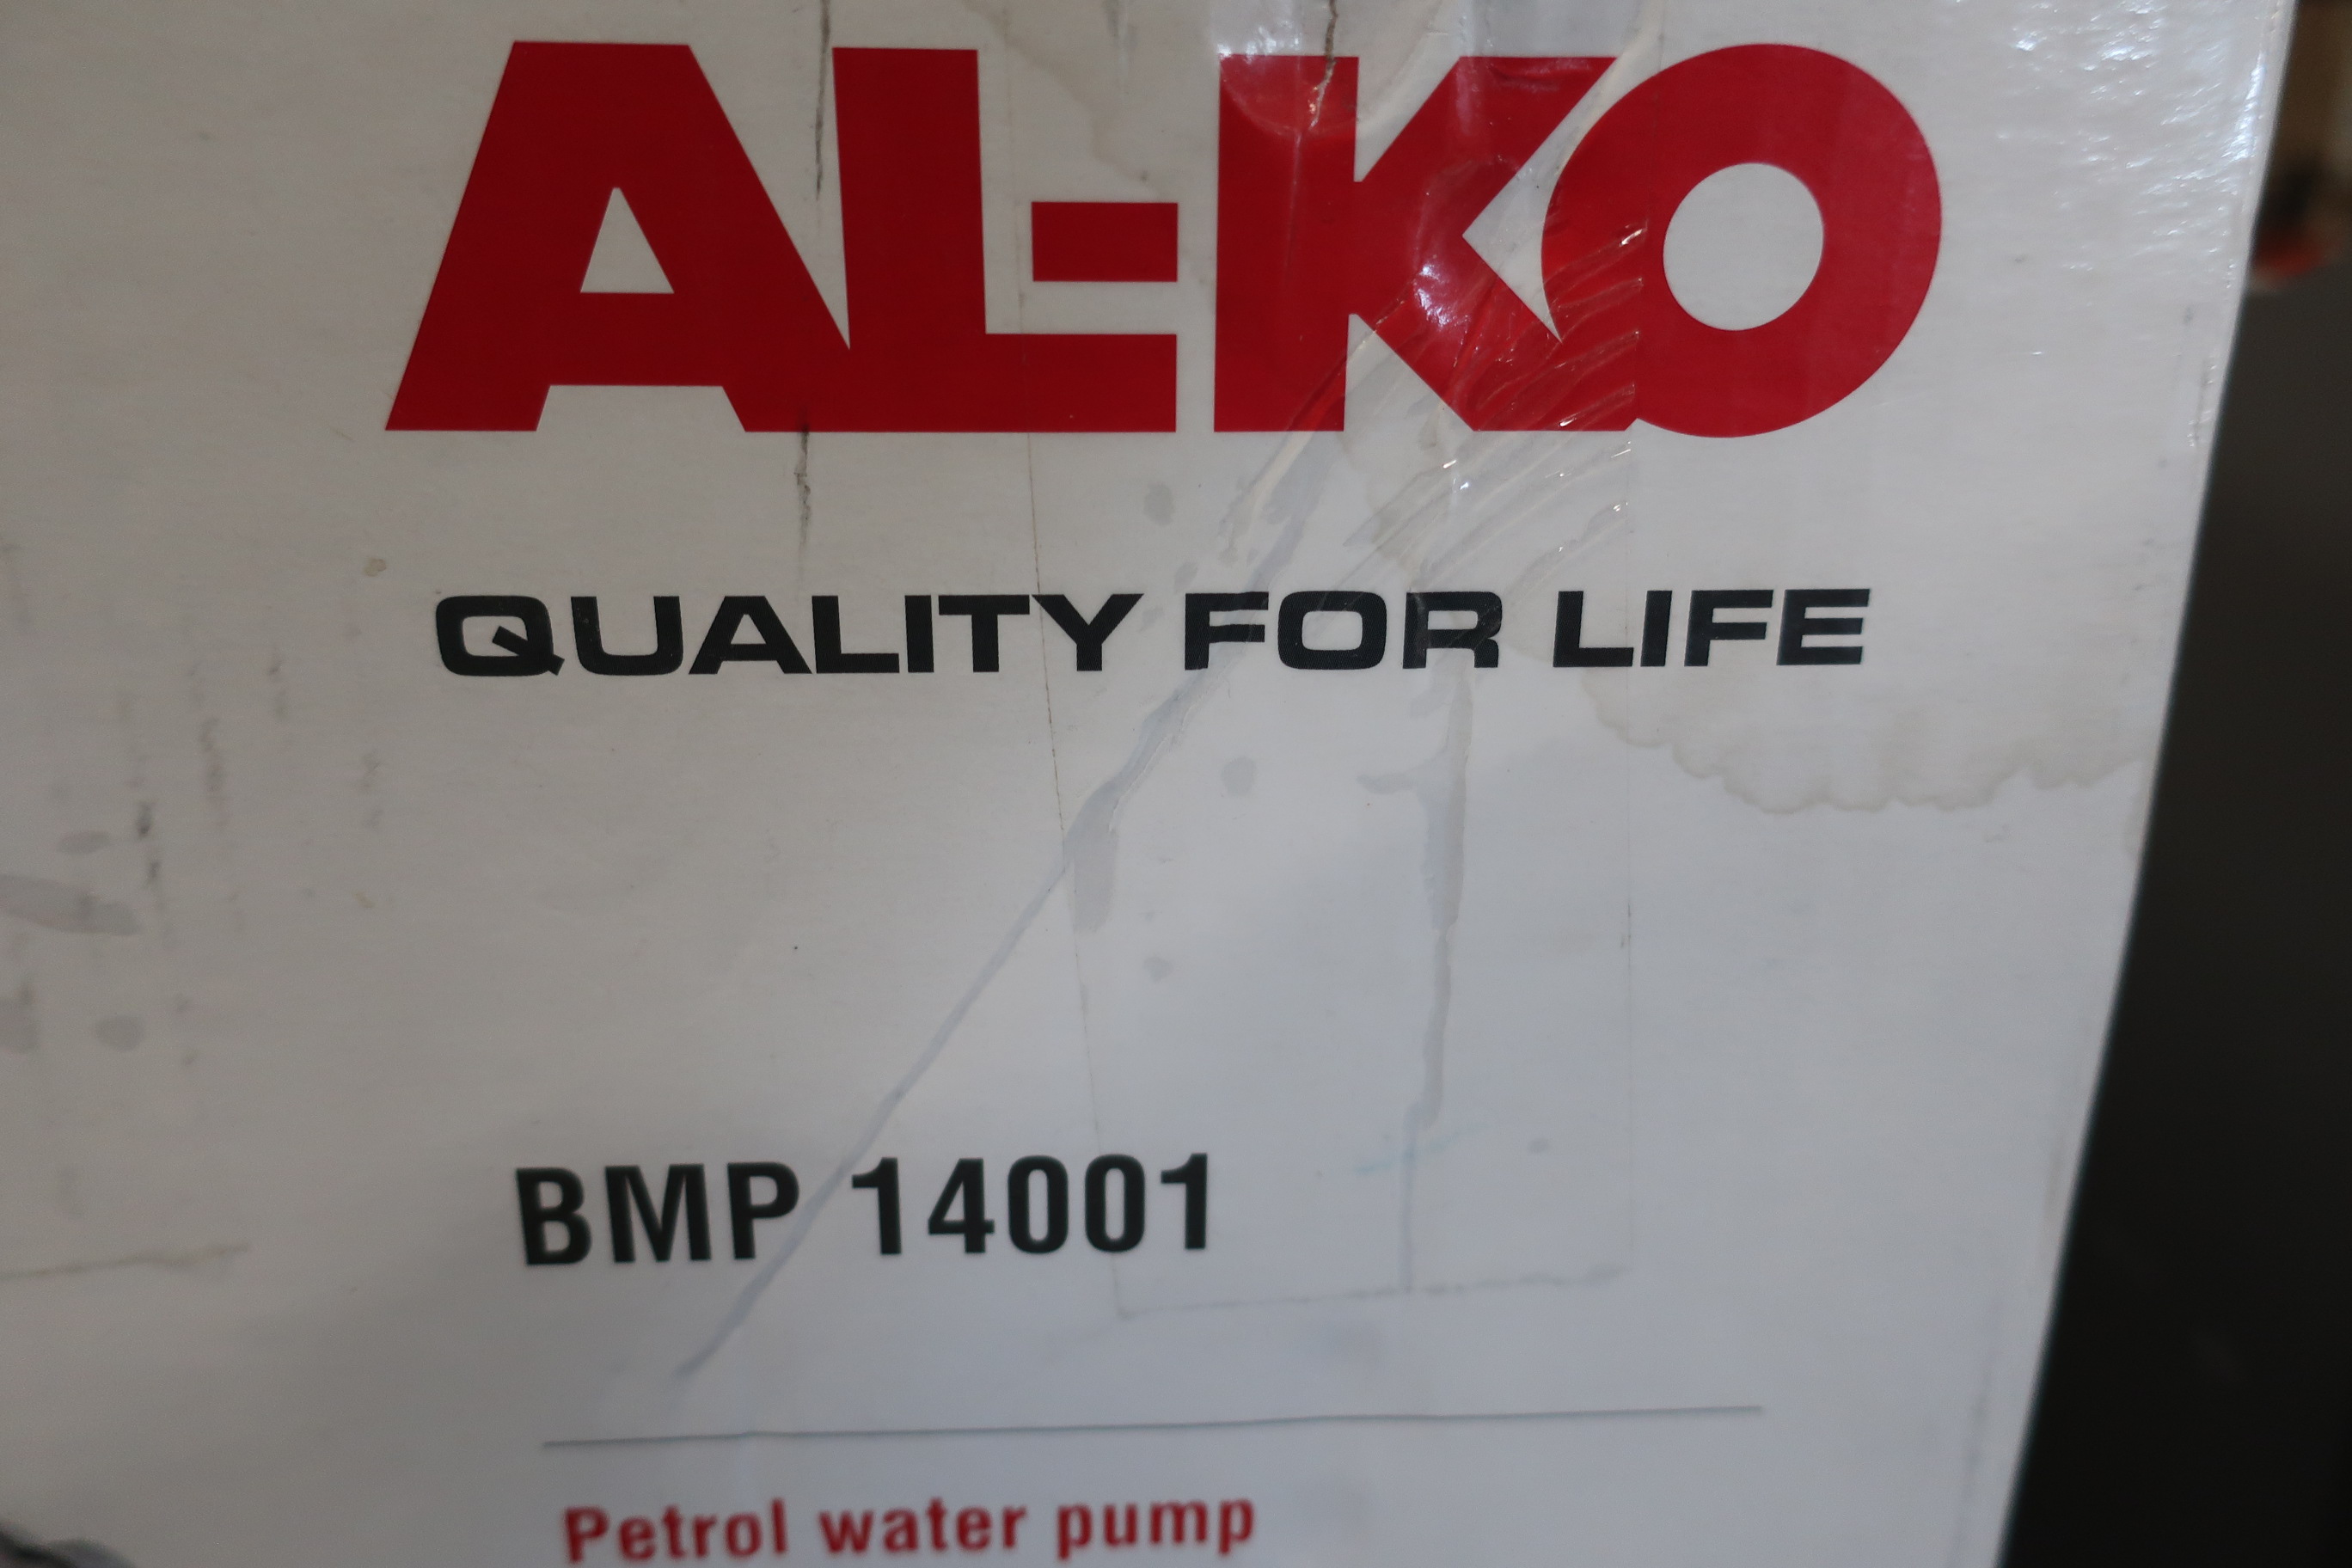 AL-KO
QUALITY FOR LIFE
BMP 14001
Petrol water pump